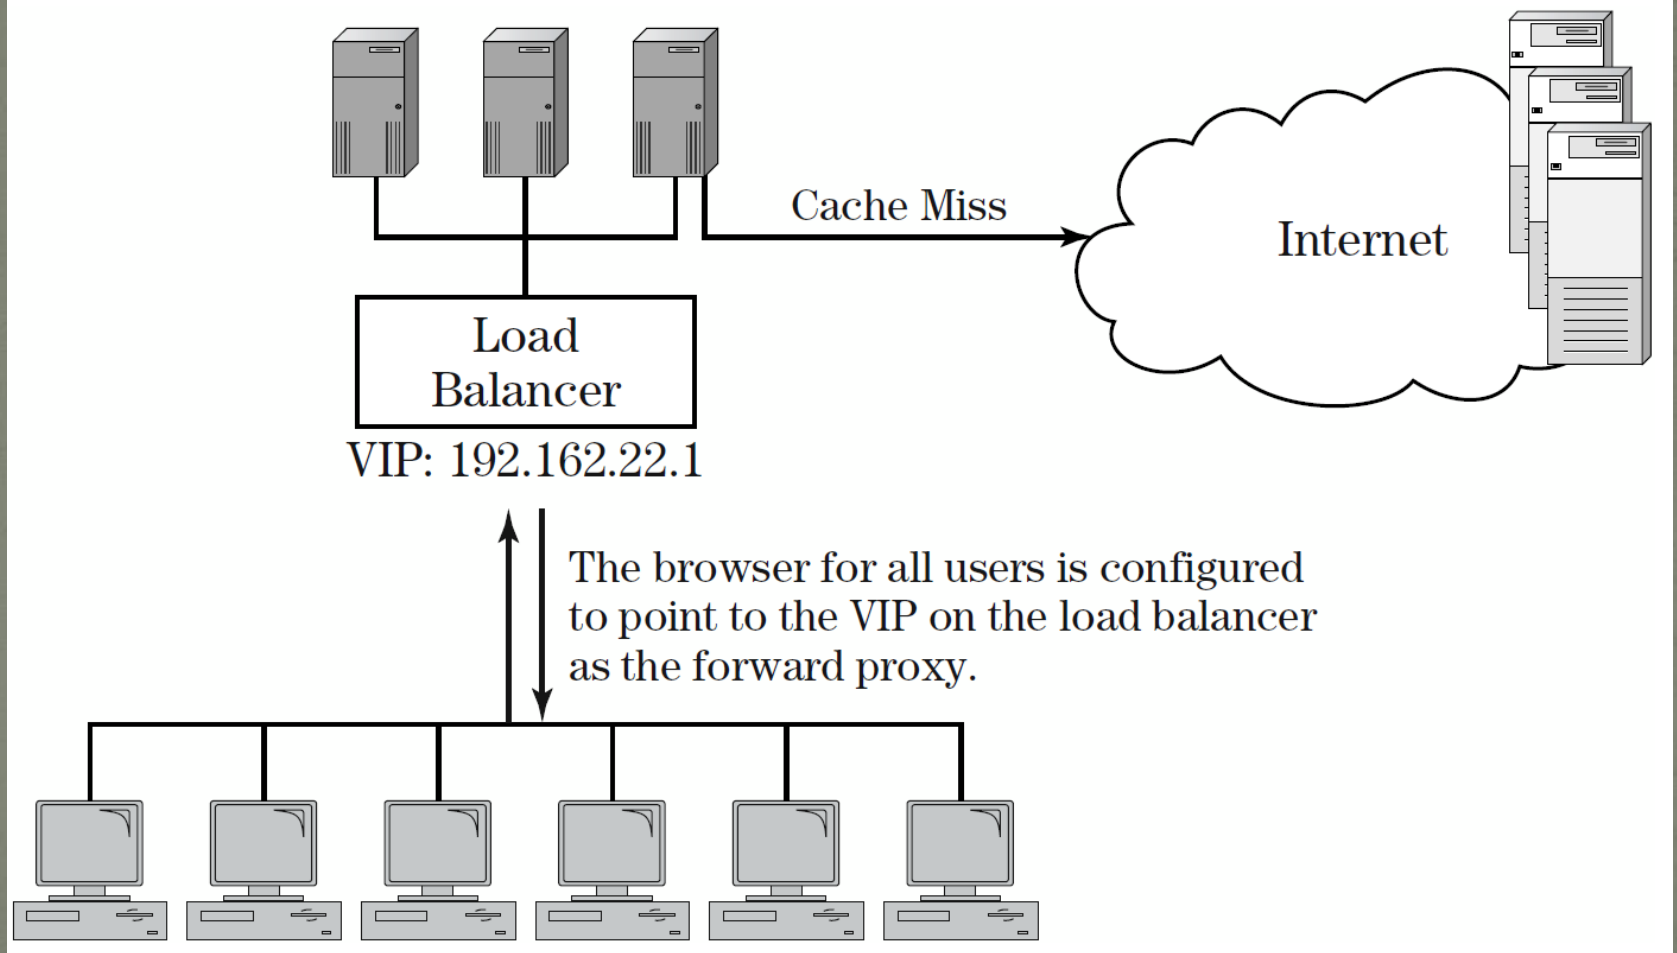 Cache Miss
Internet
Load
Balancer
VIP: 192.162.22.1
The browser for all users is configured
to point to the VIP on the load balancer
as the forward proxy.